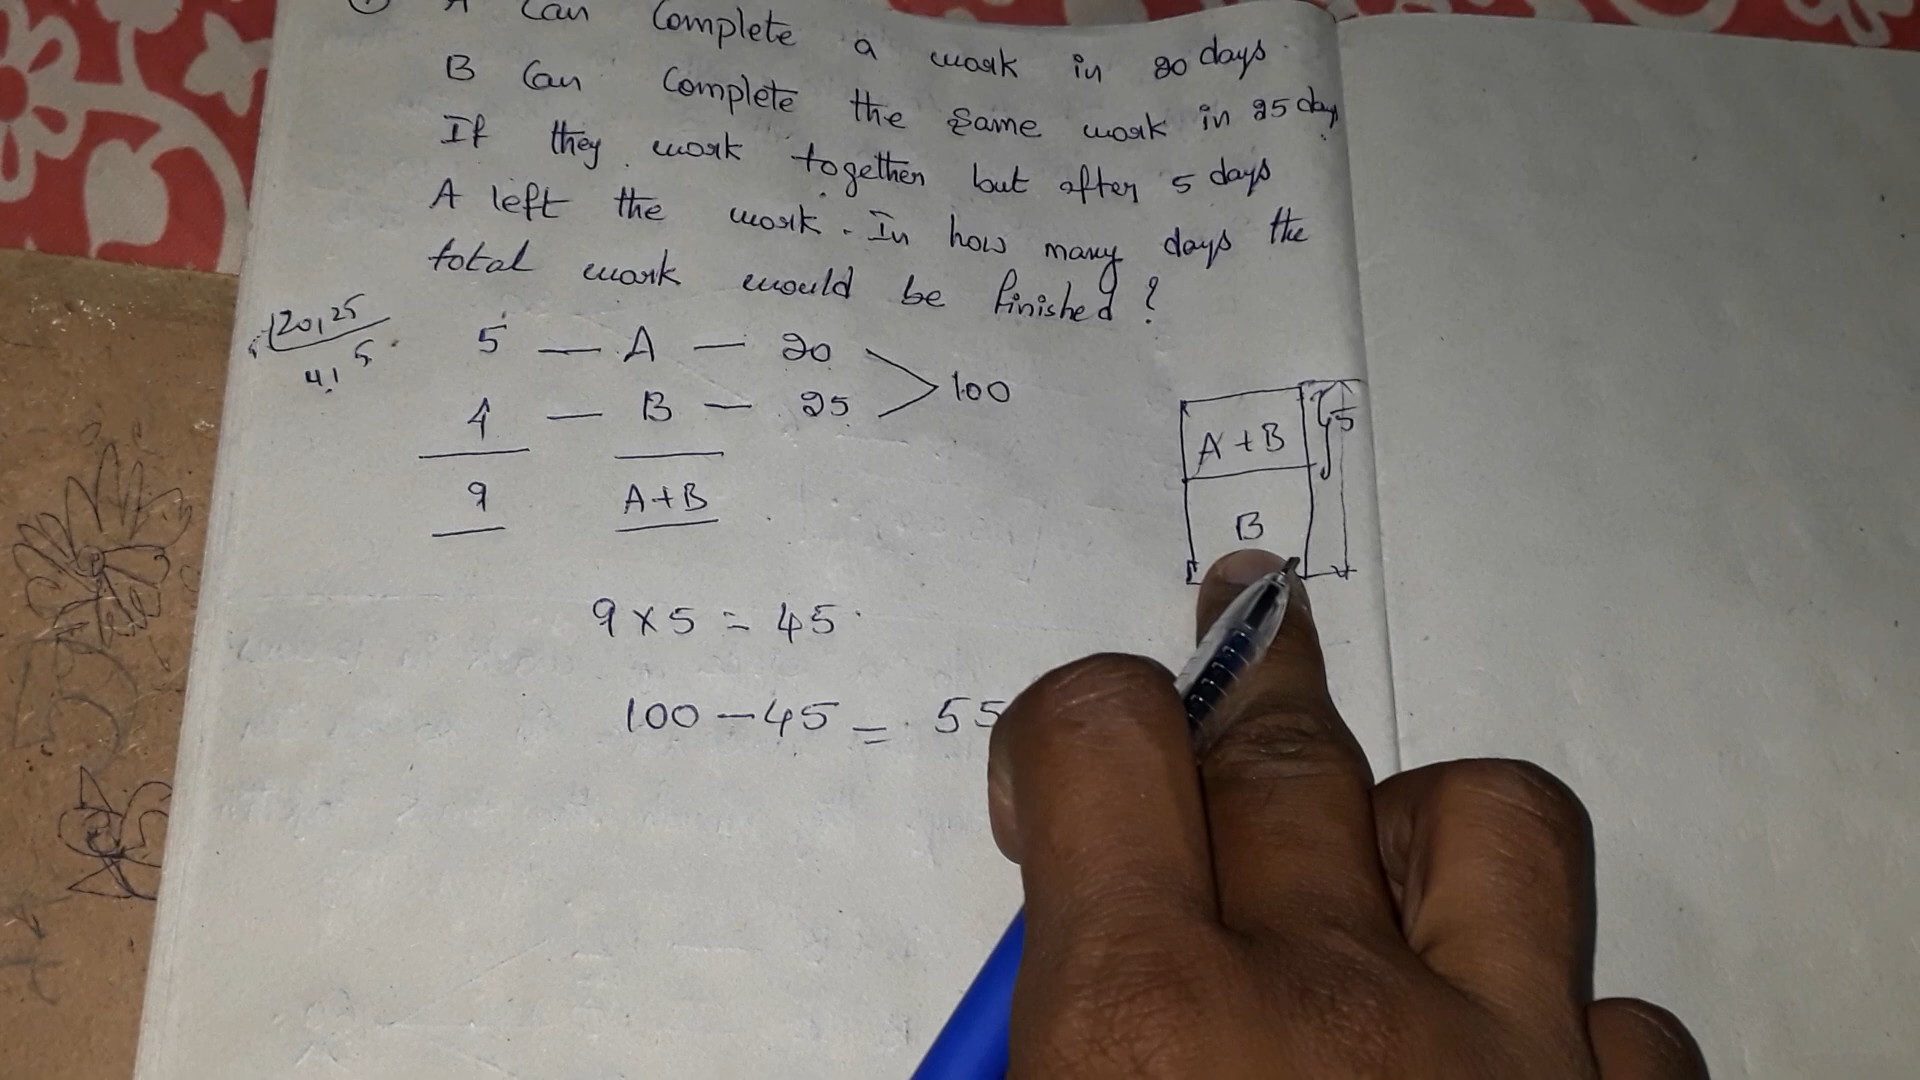 A Can Complete a work in 20 days.
B Can Complete the same work in 25 days
If they work together but after 5 days
A left the work. In how many days the
total work would be finished?
20, 25
4, 5
5 — A — 20
100
4 — B — 25
9 A+B
A+B
5
B
9 x 5 = 45
100 - 45 = 55